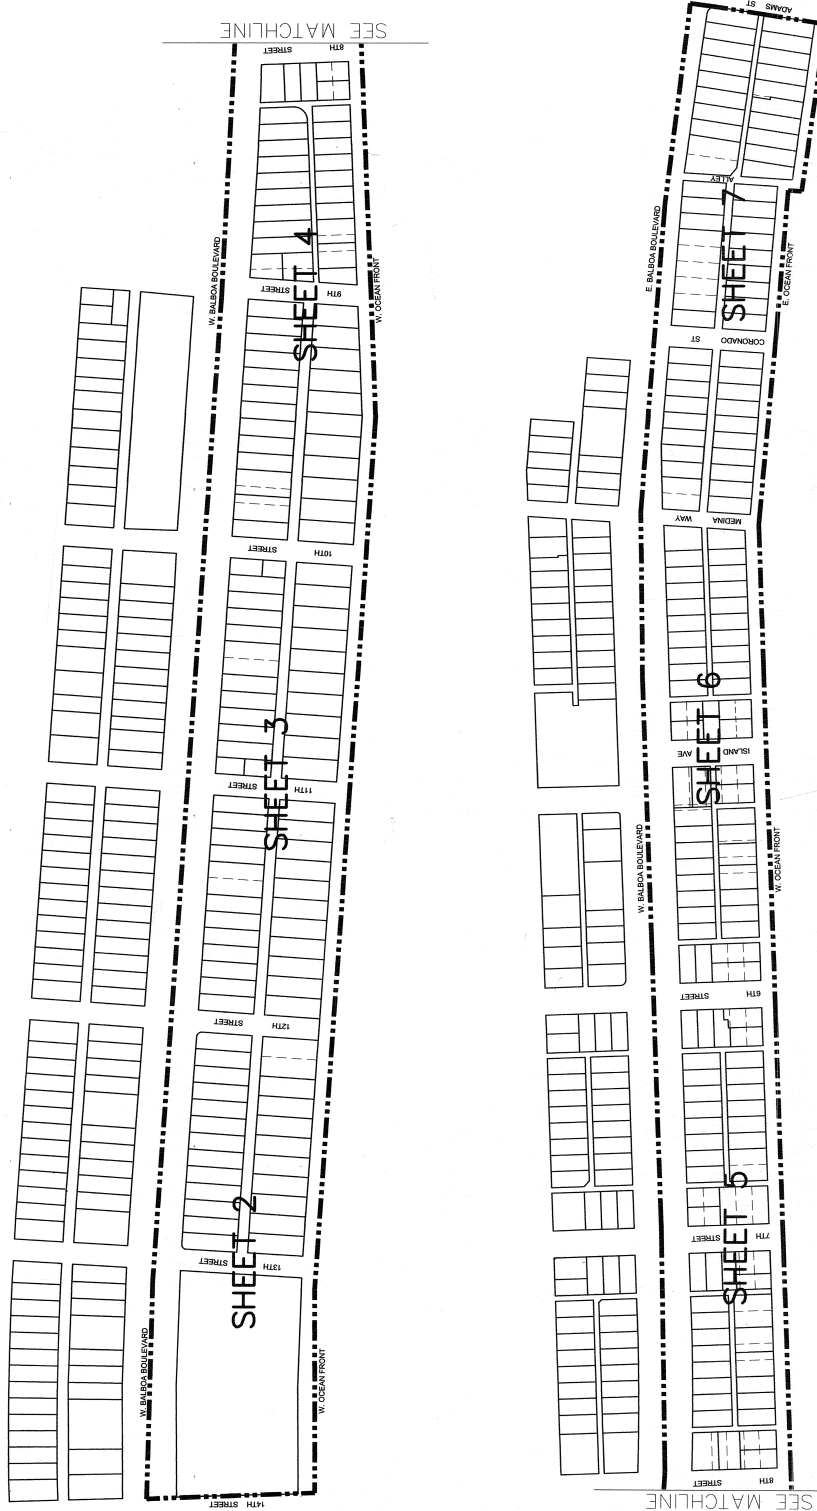 SEE MATCHLINE
8TH STREET
W. BALBOA BOULEVARD
SHEET 4
9TH STREET
W. OCEAN FRONT
10TH STREET
SHEET 3
11TH STREET
12TH STREET
SHEET 2
13TH STREET
W. BALBOA BOULEVARD
W. OCEAN FRONT
14TH STREET
ADAMS ST
ALLEY
E. BALBOA BOULEVARD
SHEET 7
E. OCEAN FRONT
CORONADO ST
MEDINA WAY
SHEET 6
ISLAND AVE
W. BALBOA BOULEVARD
W. OCEAN FRONT
6TH STREET
SHEET 5
7TH STREET
8TH STREET
SEE MATCHLINE